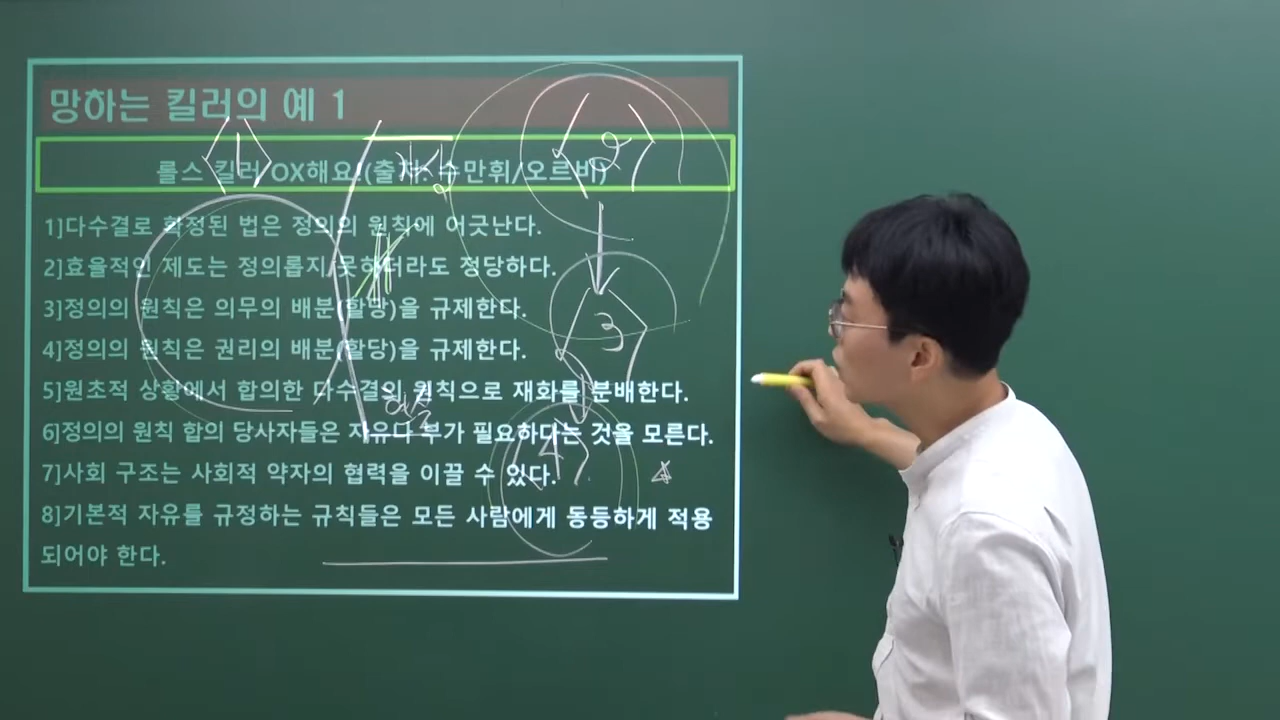 망하는 킬러의 예 1
롤스 킬러 OX해요!(출처: 수만휘/오르비)
1]다수결로 확정된 법은 정의의 원칙에 어긋난다.
2]효율적인 제도는 정의롭지 못하더라도 정당하다.
3]정의의 원칙은 의무의 배분(할당)을 규제한다.
4]정의의 원칙은 권리의 배분(할당)을 규제한다.
5]원초적 상황에서 합의한 다수결의 원칙으로 재화를 분배한다.
6]정의의 원칙 합의 당사자들은 자유나 부가 필요하다는 것을 모른다.
7]사회 구조는 사회적 약자의 협력을 이끌 수 있다.
8]기본적 자유를 규정하는 규칙들은 모든 사람에게 동등하게 적용
되어야 한다.
<1>
<2>
<3>
<4>